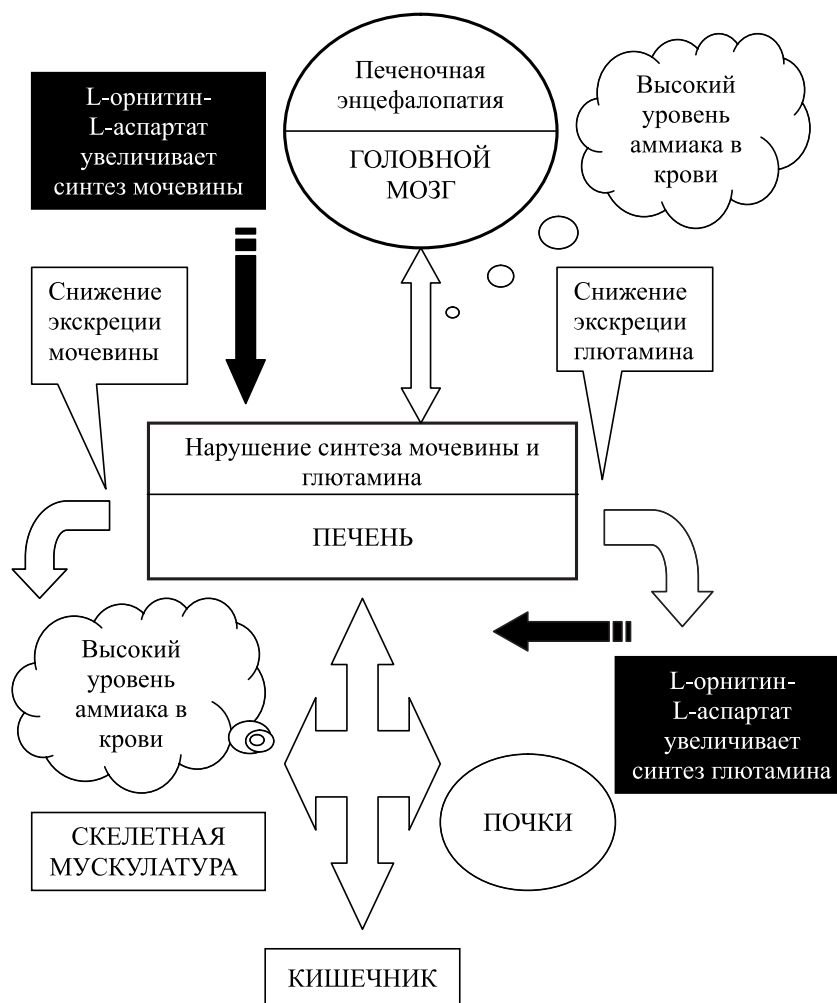 L-орнитин-
L-аспартат
увеличивает
синтез мочевины
Печеночная
энцефалопатия
ГОЛОВНОЙ
МОЗГ
Высокий
уровень
аммиака в
крови
Снижение
экскреции
мочевины
Снижение
экскреции
глютамина
Нарушение синтеза мочевины и
глютамина
ПЕЧЕНЬ
Высокий
уровень
аммиака в
крови
L-орнитин-
L-аспартат
увеличивает
синтез глютамина
СКЕЛЕТНАЯ
МУСКУЛАТУРА
ПОЧКИ
КИШЕЧНИК